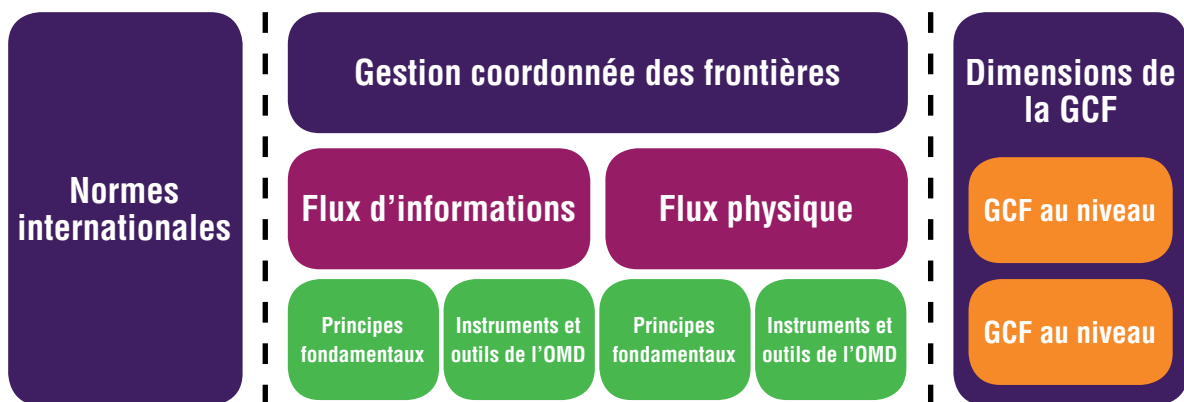 Normes
internationales
Gestion coordonnée des frontières
Flux d’informations
Flux physique
Principes
fondamentaux
Instruments et
outils de l’OMD
Principes
fondamentaux
Instruments et
outils de l’OMD
Dimensions de
la GCF
GCF au niveau
GCF au niveau